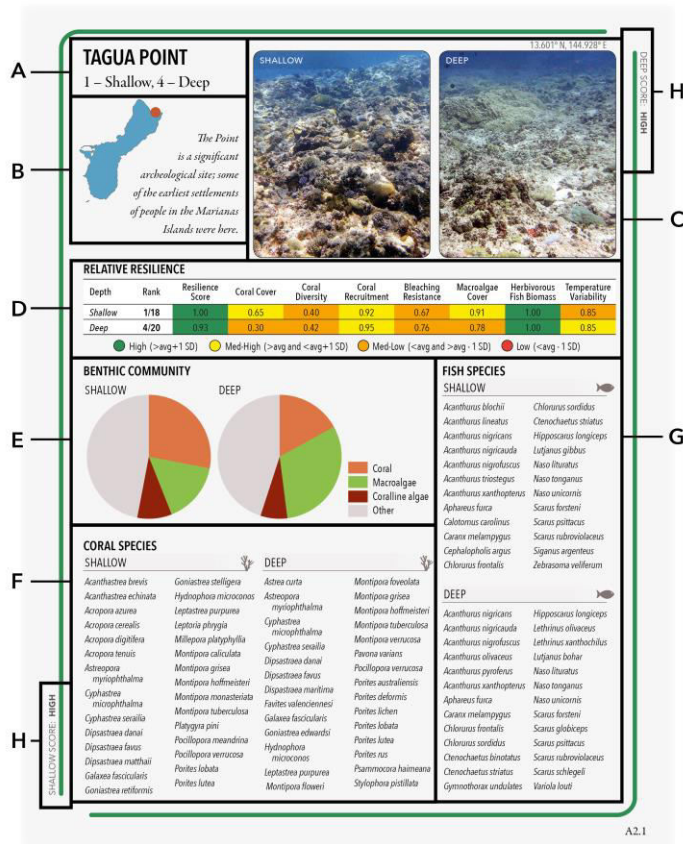 13.601° N, 144.928° E
A
TAGUA POINT
1 – Shallow, 4 – Deep
SHALLOW
DEEP
DEEP SCORE: HIGH
H
B
The Point
is a significant
archeological site; some
of the earliest settlements
of people in the Marianas
Islands were here.
C
D
RELATIVE RESILIENCE
Depth Rank Resilience Score Coral Cover Coral Diversity Coral Recruitment Bleaching Resistance Macroalgae Cover Herbivorous Fish Biomass Temperature Variability
Shallow 1/18 1.00 0.65 0.40 0.92 0.67 0.91 1.00 0.85
Deep 4/20 0.93 0.30 0.42 0.95 0.76 0.78 1.00 0.85
High (>avg+1 SD) Med-High (>avg and <avg+1 SD) Med-Low (<avg and >avg - 1 SD) Low (<avg - 1 SD)
E
BENTHIC COMMUNITY
SHALLOW
DEEP
Coral
Macroalgae
Coralline algae
Other
G
FISH SPECIES
SHALLOW
Acanthurus blochii
Acanthurus lineatus
Acanthurus nigricans
Acanthurus nigricauda
Acanthurus nigrofuscus
Acanthurus triostegus
Acanthurus xanthopterus
Aphareus furca
Calotomus carolinus
Caranx melampygus
Cephalopholis argus
Chlorurus frontalis
Chlorurus sordidus
Ctenochaetus striatus
Hipposcarus longiceps
Lutjanus gibbus
Naso lituratus
Naso tonganus
Naso unicornis
Scarus forsteni
Scarus psittacus
Scarus rubroviolaceus
Siganus argenteus
Zebrasoma veliferum
DEEP
Acanthurus nigricans
Acanthurus nigricauda
Acanthurus nigrofuscus
Acanthurus olivaceus
Acanthurus pyroferus
Acanthurus xanthopterus
Aphareus furca
Caranx melampygus
Chlorurus frontalis
Chlorurus sordidus
Ctenochaetus binotatus
Ctenochaetus striatus
Gymnothorax undulates
Hipposcarus longiceps
Lethrinus olivaceus
Lethrinus xanthochilus
Lutjanus bohar
Naso lituratus
Naso tonganus
Naso unicornis
Scarus forsteni
Scarus globiceps
Scarus psittacus
Scarus rubroviolaceus
Scarus schlegeli
Variola louti
F
CORAL SPECIES
SHALLOW
Acanthastrea brevis
Acanthastrea echinata
Acropora azurea
Acropora cerealis
Acropora digitifera
Acropora tenuis
Astreopora
myriophthalma
Cyphastrea
microphthalma
Cyphastrea serailia
Dipsastraea danai
Dipsastraea favus
Dipsastraea matthaii
Galaxea fascicularis
Goniastrea retiformis
Goniastrea stelligera
Hydnophora microconos
Leptastrea purpurea
Leptoria phrygia
Millepora platyphyllia
Montipora caliculata
Montipora grisea
Montipora hoffmeisteri
Montipora monasteriata
Montipora tuberculosa
Platygyra pini
Pocillopora meandrina
Pocillopora verrucosa
Porites lobata
Porites lutea
DEEP
Astrea curta
Astreopora
myriophthalma
Cyphastrea
microphthalma
Cyphastrea serailia
Dipsastraea danai
Dipsastraea favus
Dispastraea maritima
Favites valenciennesi
Galaxea fascicularis
Goniastrea edwardsi
Hydnophora
microconos
Leptastrea purpurea
Montipora floweri
Montipora foveolata
Montipora grisea
Montipora hoffmeisteri
Montipora tuberculosa
Montipora verrucosa
Pavona varians
Pocillopora verrucosa
Porites australiensis
Porites deformis
Porites lichen
Porites lobata
Porites lutea
Porites rus
Psammocora haimeana
Stylophora pistillata
H
SHALLOW SCORE: HIGH
A2.1